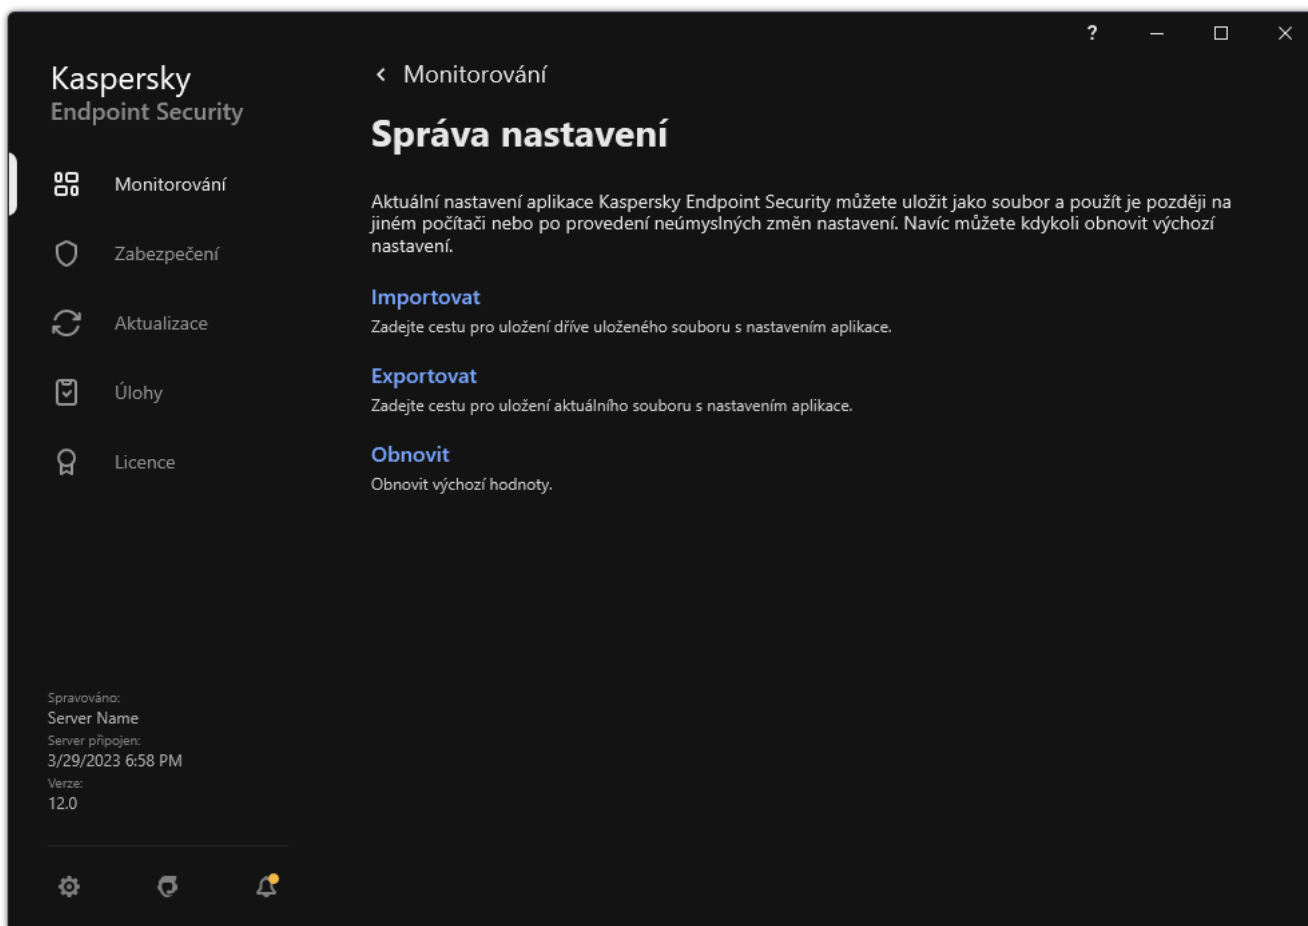 ?
Kaspersky
Endpoint Security
Monitorování
Zabezpečení
Aktualizace
Úlohy
Licence
Spravováno:
Server Name
Server připojen:
3/29/2023 6:58 PM
Verze:
12.0
Monitorování
Správa nastavení
Aktuální nastavení aplikace Kaspersky Endpoint Security můžete uložit jako soubor a použít je později na
jiném počítači nebo po provedení neúmyslných změn nastavení. Navíc můžete kdykoli obnovit výchozí
nastavení.
Importovat
Zadejte cestu pro uložení dříve uloženého souboru s nastavením aplikace.
Exportovat
Zadejte cestu pro uložení aktuálního souboru s nastavením aplikace.
Obnovit
Obnovit výchozí hodnoty.